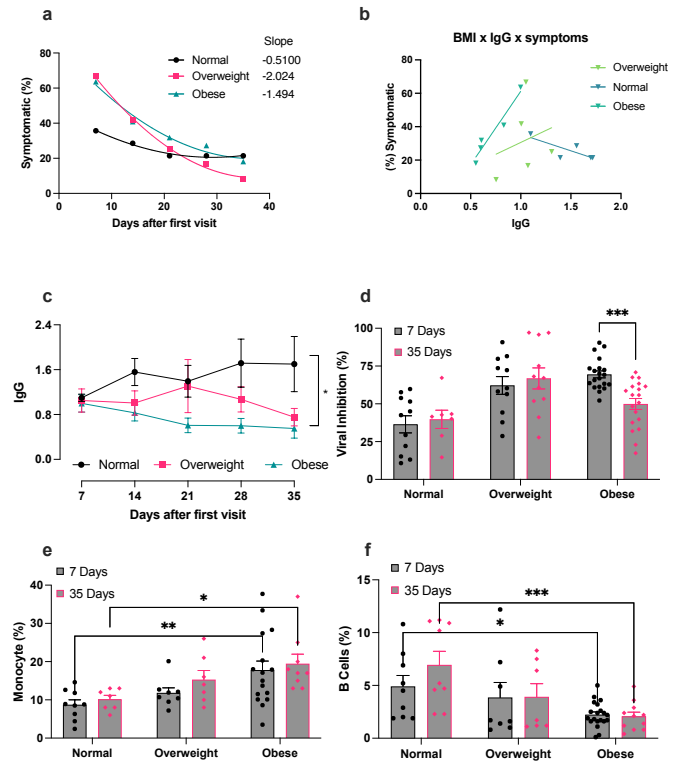 a
Slope
Normal -0.5100
Overweight -2.024
Obese -1.494
Symptomatic (%)
80
60
40
20
0
0 10 20 30 40
Days after first visit
b
BMI x IgG x symptoms
Overweight
Normal
Obese
(%) Symptomatic
80
60
40
20
0
0.0 0.5 1.0 1.5 2.0
IgG
c
IgG
2.4
1.8
1.2
0.6
0.0
*
Normal Overweight Obese
7 14 21 28 35
Days after first visit
d
7 Days
35 Days
***
Viral Inhibition (%)
100
75
50
25
0
Normal Overweight Obese
e
7 Days
35 Days
*
**
Monocyte (%)
40
30
20
10
0
Normal Overweight Obese
f
7 Days
35 Days
***
*
B Cells (%)
15
10
5
0
Normal Overweight Obese